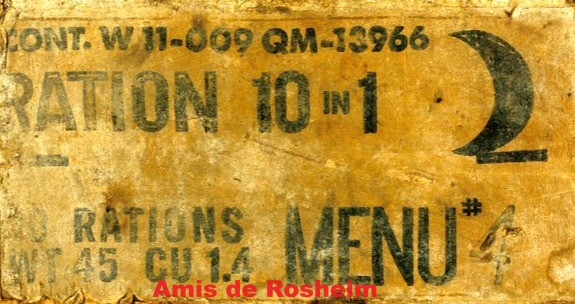 CONT. W 11-009 QM-13966
RATION 10 IN 1
RATIONS MENU #4
WT 45 CU 1.4
Amis de Rosheim